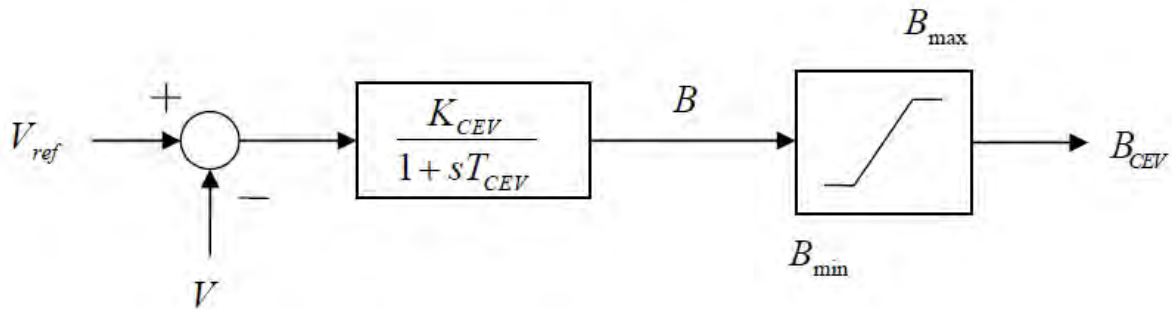 B_max
+
V_ref
K_CEV
1 + sT_CEV
B
B_CEV
−
B_min
V